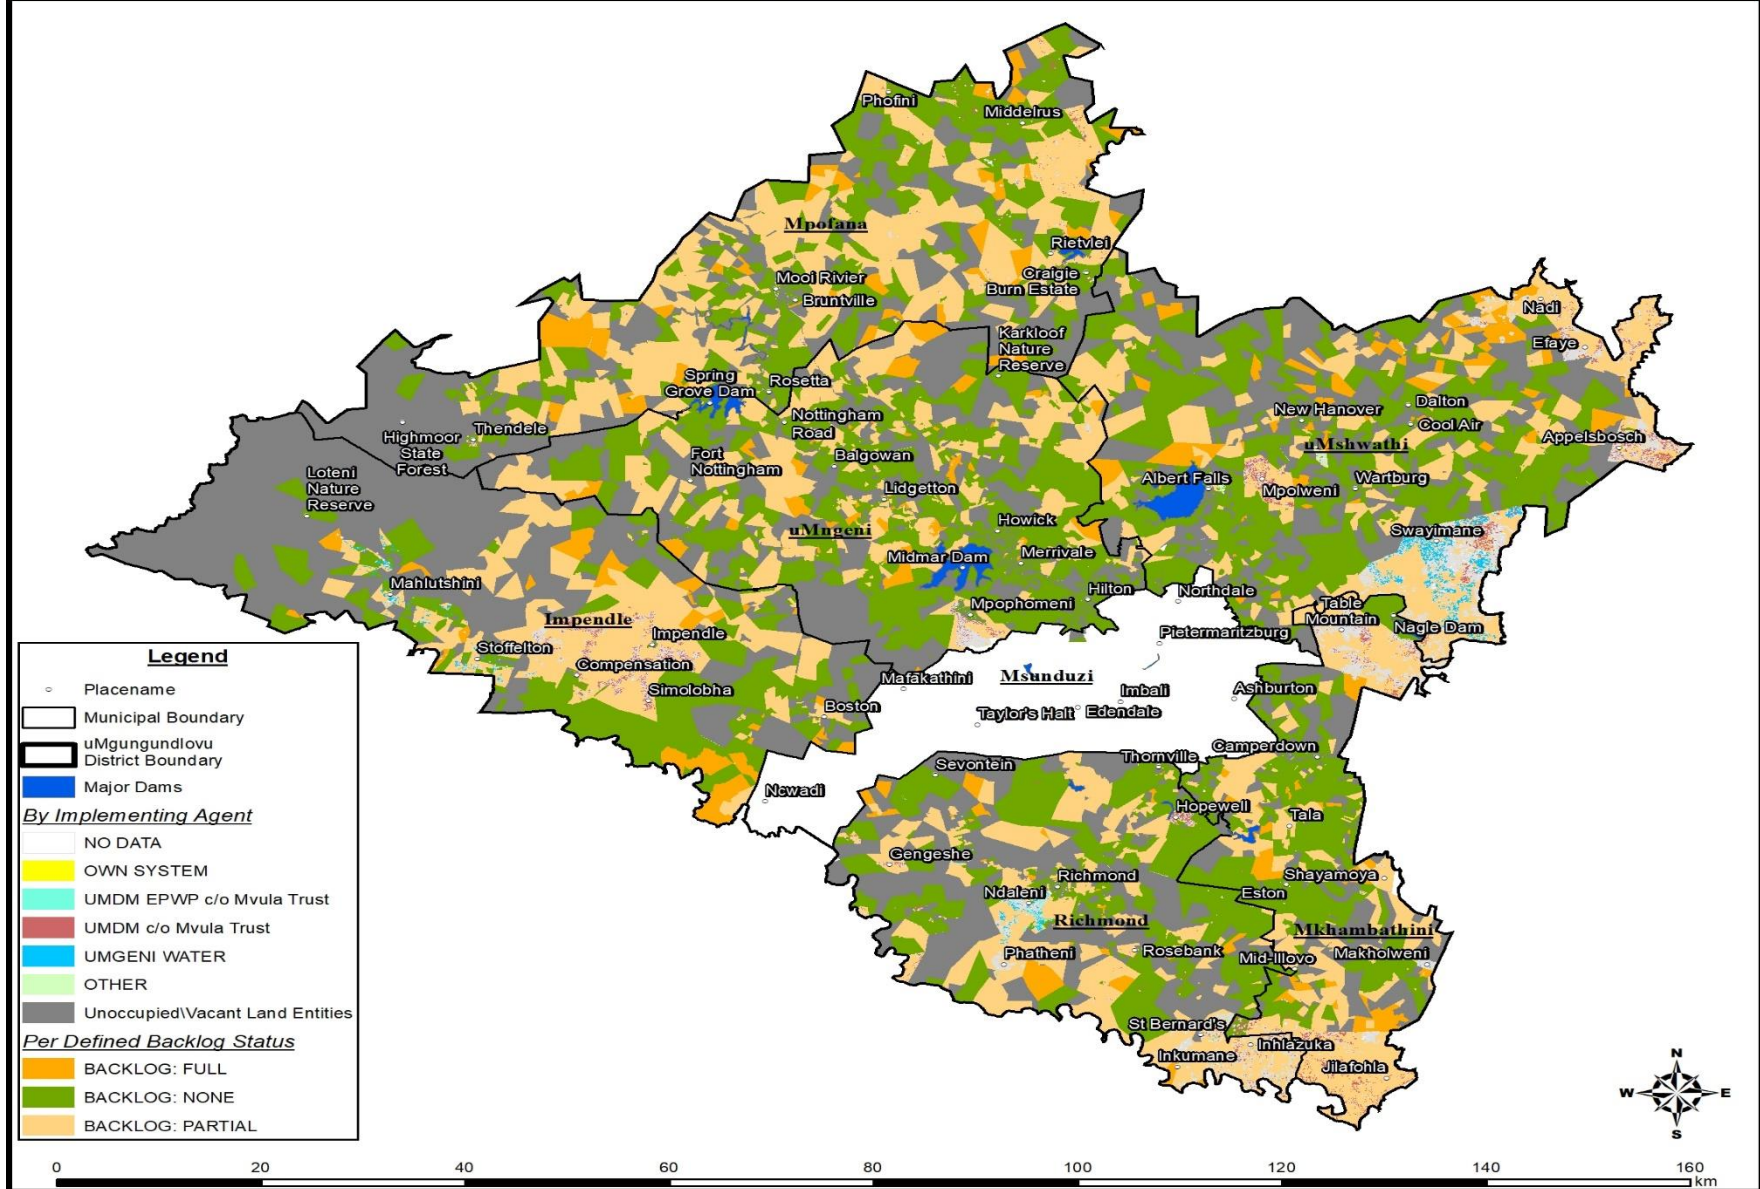 Phofini
Middelrus
Mpofana
Rietvlei
Craigie
Burn Estate
Mooi Rivier
Bruntville
Nadi
Efaye
Karkloof
Nature
Reserve
Spring
Grove Dam
Rosetta
Nottingham
Road
New Hanover
Dalton
Cool Air
uMshwathi
Appelsbosch
Highmoor
State
Forest
Thendele
Loteni
Nature
Reserve
Fort
Nottingham
Balgowan
Lidgetton
Albert Falls
Mpolweni
Wartburg
uMngeni
Howick
Swayimane
Midmar Dam
Merrivale
Mahlutshini
Mpophomeni
Hilton
Northdale
Table
Mountain
Nagle Dam
Impendle
Impendle
Stoffelton
Compensation
Simolobha
Pietermaritzburg
Mafakathini
Msunduzi
Imbali
Ashburton
Boston
Taylor's Halt
Edendale
Camperdown
Thornville
Sevontein
Ncwadi
Hopewell
Tala
Gengeshe
Richmond
Shayamoya
Ndaleni
Eston
Richmond
Mkhambathini
Phatheni
Rosebank
Mid-Illovo
Makholweni
St Bernard's
Inkumane
Inhlazuka
Jilafohla
Legend
Placename
Municipal Boundary
uMgungundlovu
District Boundary
Major Dams
By Implementing Agent
NO DATA
OWN SYSTEM
UMDM EPWP c/o Mvula Trust
UMDM c/o Mvula Trust
UMGENI WATER
OTHER
Unoccupied\Vacant Land Entities
Per Defined Backlog Status
BACKLOG: FULL
BACKLOG: NONE
BACKLOG: PARTIAL
N
W E
S
0 20 40 60 80 100 120 140 160
km